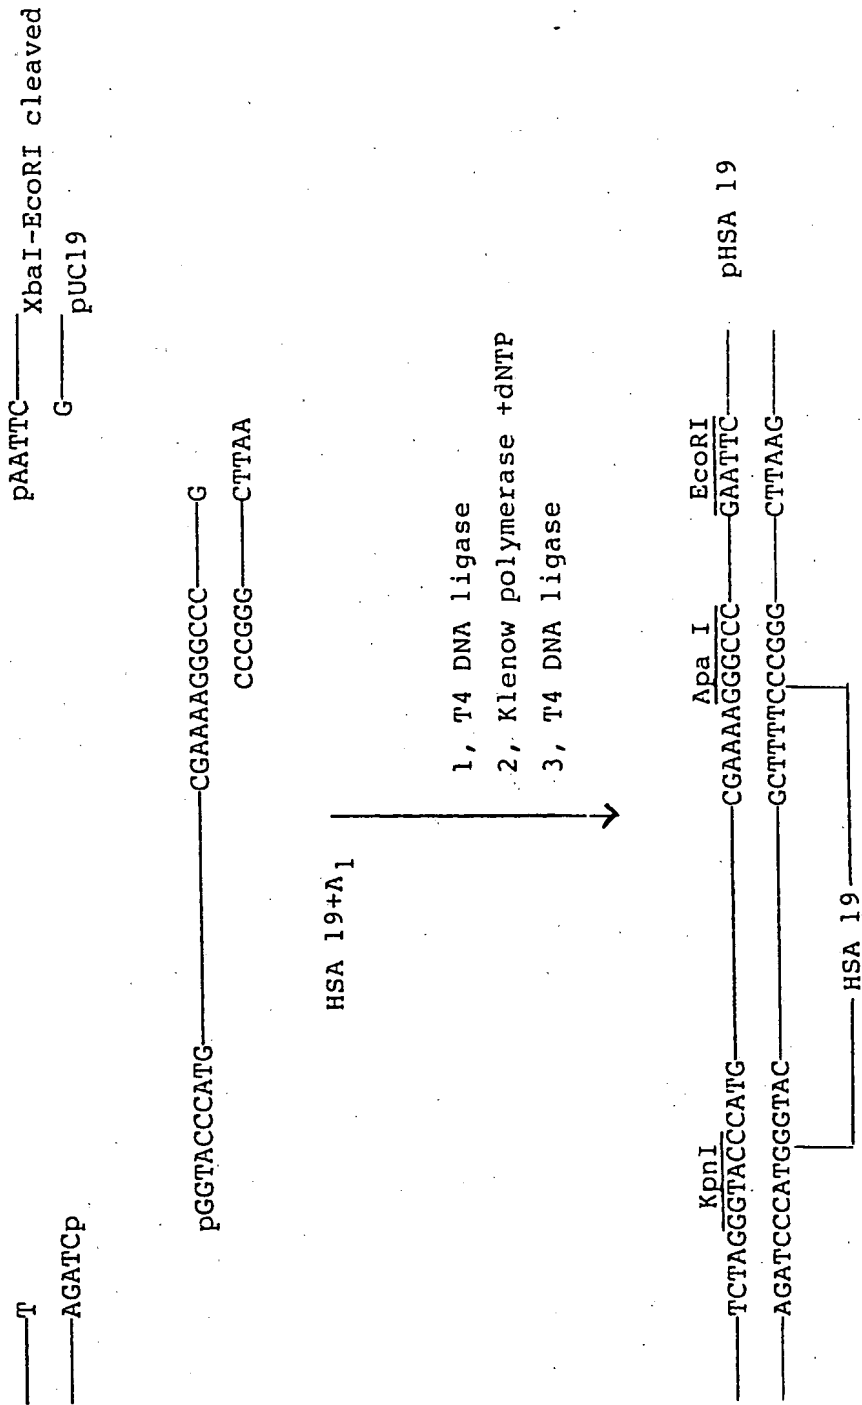 T pAATTC XbaI-EcoRI cleaved
AGATCp G pUC19
pGGTACCCATG CGAAAAGGGCCC G
CCCGGG CTTAA
HSA 19+A1
1, T4 DNA ligase
2, Klenow polymerase +dNTP
3, T4 DNA ligase
KpnI Apa I EcoRI
TCTAGGGTACCCATG CGAAAAGGGCCC GAATTC pHSA 19
AGATCCCATGGGTAC GCTTTTCCCGGG CTTAAG
HSA 19